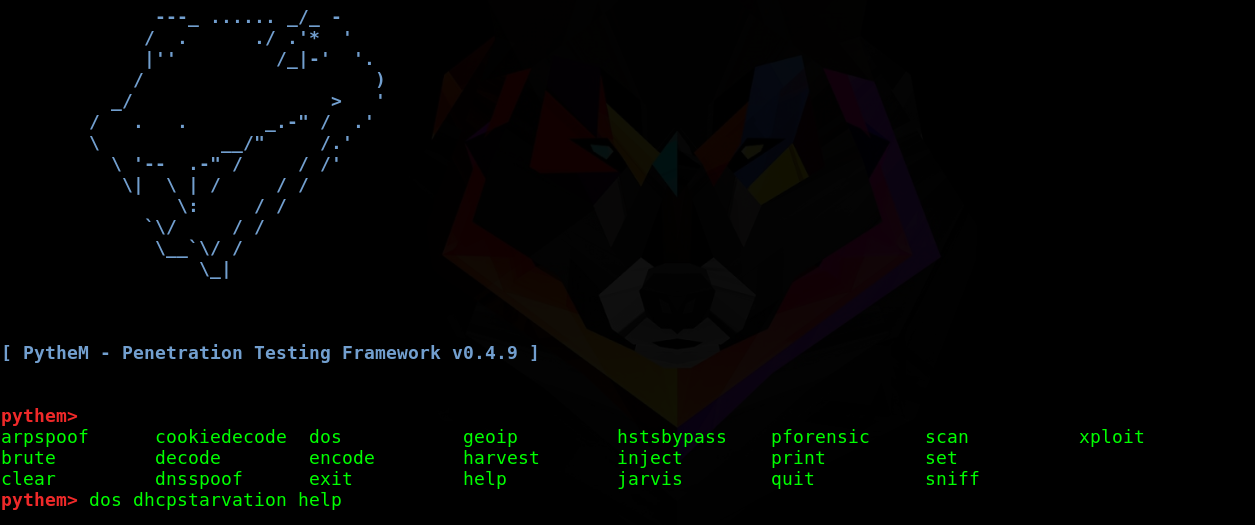 [ PytheM - Penetration Testing Framework v0.4.9 ]
pythem>
arpspoof cookiedecode dos geoip hstsbypass pforensic scan xploit
brute decode encode harvest inject print set
clear dnsspoof exit help jarvis quit sniff
pythem> dos dhcpstarvation help